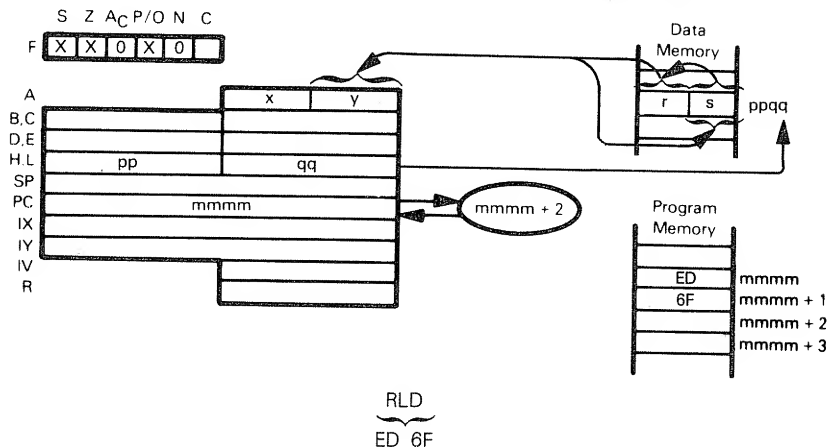 S Z AC P/O N C
F X X 0 X 0
Data
Memory
A x y
r s ppqq
B,C
D,E
H,L pp qq
SP
PC mmmm mmmm + 2
IX
IY
IV
R
Program
Memory
ED mmmm
6F mmmm + 1
mmmm + 2
mmmm + 3
RLD
ED 6F